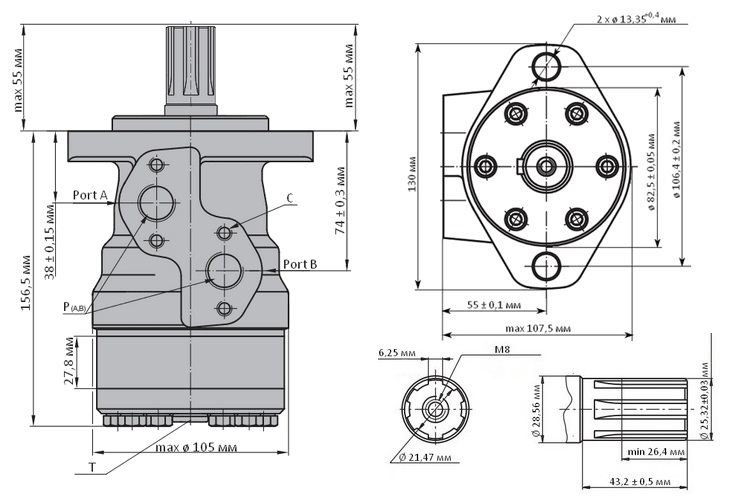 max 55 мм
max 55 мм
Port A
C
38 ± 0,15 мм
74 ± 0,3 мм
Port B
156,5 мм
P(A,B)
27,8 мм
max ø 105 мм
T
2 x ø 13,35+0,4 мм
130 мм
ø 82,5 ± 0,05 мм
ø 106,4 ± 0,2 мм
55 ± 0,1 мм
max 107,5 мм
6,25 мм
M8
Ø 21,47 мм
Ø 28,56 мм
Ø 25,32±0,03 мм
min 26,4 мм
43,2 ± 0,5 мм